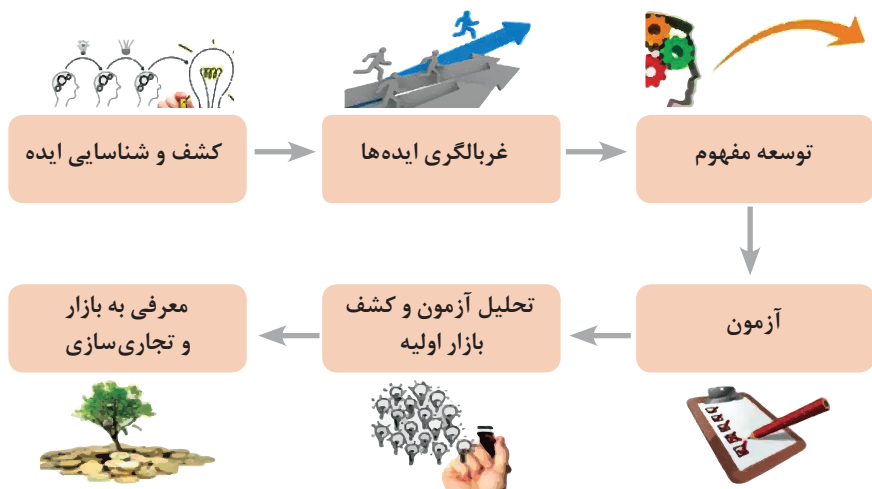 کشف و شناسایی ایده
غربالگری ایده‌ها
توسعه مفهوم
آزمون
تحلیل آزمون و کشف
بازار اولیه
معرفی به بازار
و تجاری‌سازی